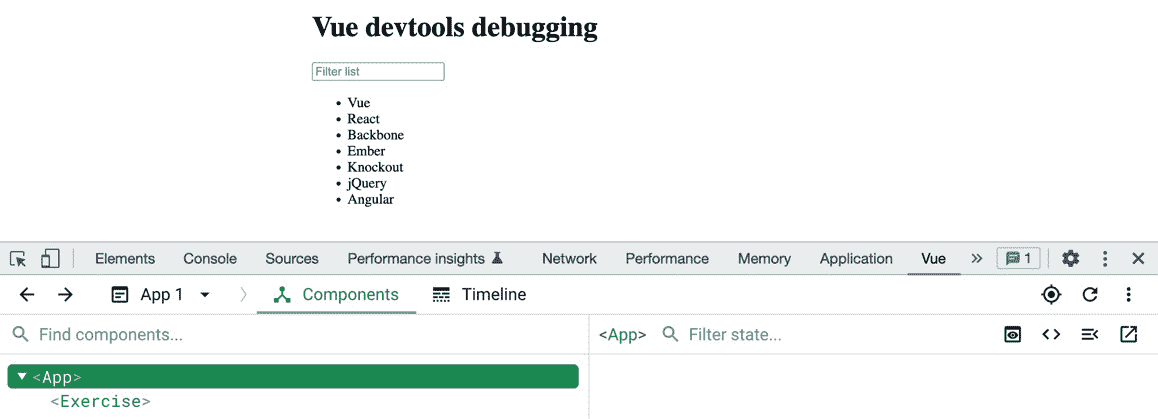 Vue devtools debugging
Filter list
Vue
React
Backbone
Ember
Knockout
jQuery
Angular
Elements Console Sources Performance insights Network Performance Memory Application Vue 1
App 1 Components Timeline
Find components... <App> Filter state...
<App>
<Exercise>